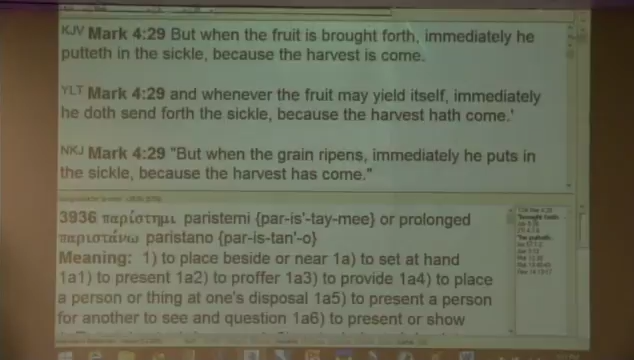 KJV Mark 4:29 But when the fruit is brought forth, immediately he
putteth in the sickle, because the harvest is come.
YLT Mark 4:29 and whenever the fruit may yield itself, immediately
he doth send forth the sickle, because the harvest hath come.'
NKJ Mark 4:29 "But when the grain ripens, immediately he puts in
the sickle, because the harvest has come."
3936 παρίστημι paristemi {par-is'-tay-mee} or prolonged
παριστάνω paristano {par-is-tan'-o}
Meaning: 1) to place beside or near 1a) to set at hand
1a1) to present 1a2) to proffer 1a3) to provide 1a4) to place
a person or thing at one's disposal 1a5) to present a person
for another to see and question 1a6) to present or show